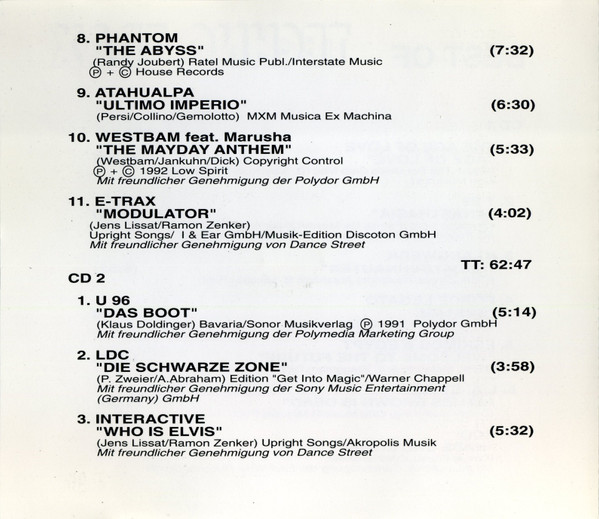 8. PHANTOM
"THE ABYSS" (7:32)
(Randy Joubert) Ratel Music Publ./Interstate Music
Ⓟ + © House Records
9. ATAHUALPA
"ULTIMO IMPERIO" (6:30)
(Persi/Collino/Gemolotto) MXM Musica Ex Machina
10. WESTBAM feat. Marusha
"THE MAYDAY ANTHEM" (5:33)
(Westbam/Jankuhn/Dick) Copyright Control
Ⓟ + © 1992 Low Spirit
Mit freundlicher Genehmigung der Polydor GmbH
11. E-TRAX
"MODULATOR" (4:02)
(Jens Lissat/Ramon Zenker)
Upright Songs/ I & Ear GmbH/Musik-Edition Discoton GmbH
Mit freundlicher Genehmigung von Dance Street
TT: 62:47
CD 2
1. U 96
"DAS BOOT" (5:14)
(Klaus Doldinger) Bavaria/Sonor Musikverlag Ⓟ 1991 Polydor GmbH
Mit freundlicher Genehmigung der Polymedia Marketing Group
2. LDC
"DIE SCHWARZE ZONE" (3:58)
(P. Zweier/A.Abraham) Edition "Get Into Magic"/Warner Chappell
Mit freundlicher Genehmigung der Sony Music Entertainment
(Germany) GmbH
3. INTERACTIVE
"WHO IS ELVIS" (5:32)
(Jens Lissat/Ramon Zenker) Upright Songs/Akropolis Musik
Mit freundlicher Genehmigung von Dance Street